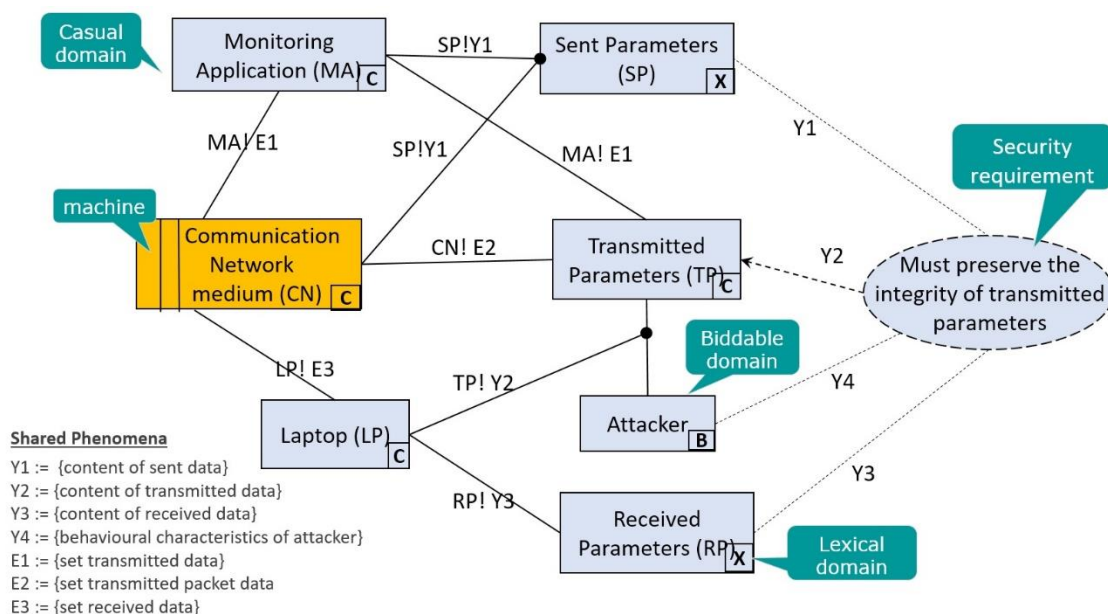 Casual
domain
Monitoring
Application (MA)
C
SP!Y1
Sent Parameters
(SP)
X
Y1
MA! E1
SP!Y1
MA! E1
Security
requirement
machine
Communication
Network
medium (CN)
C
CN! E2
Transmitted
Parameters (TP)
C
Y2
Must preserve the
integrity of transmitted
parameters
Biddable
domain
LP! E3
TP! Y2
Y4
Attacker
B
Laptop (LP)
C
Y3
RP! Y3
Received
Parameters (RP)
X
Lexical
domain
Shared Phenomena
Y1 := {content of sent data}
Y2 := {content of transmitted data}
Y3 := {content of received data}
Y4 := {behavioural characteristics of attacker}
E1 := {set transmitted data}
E2 := {set transmitted packet data
E3 := {set received data}